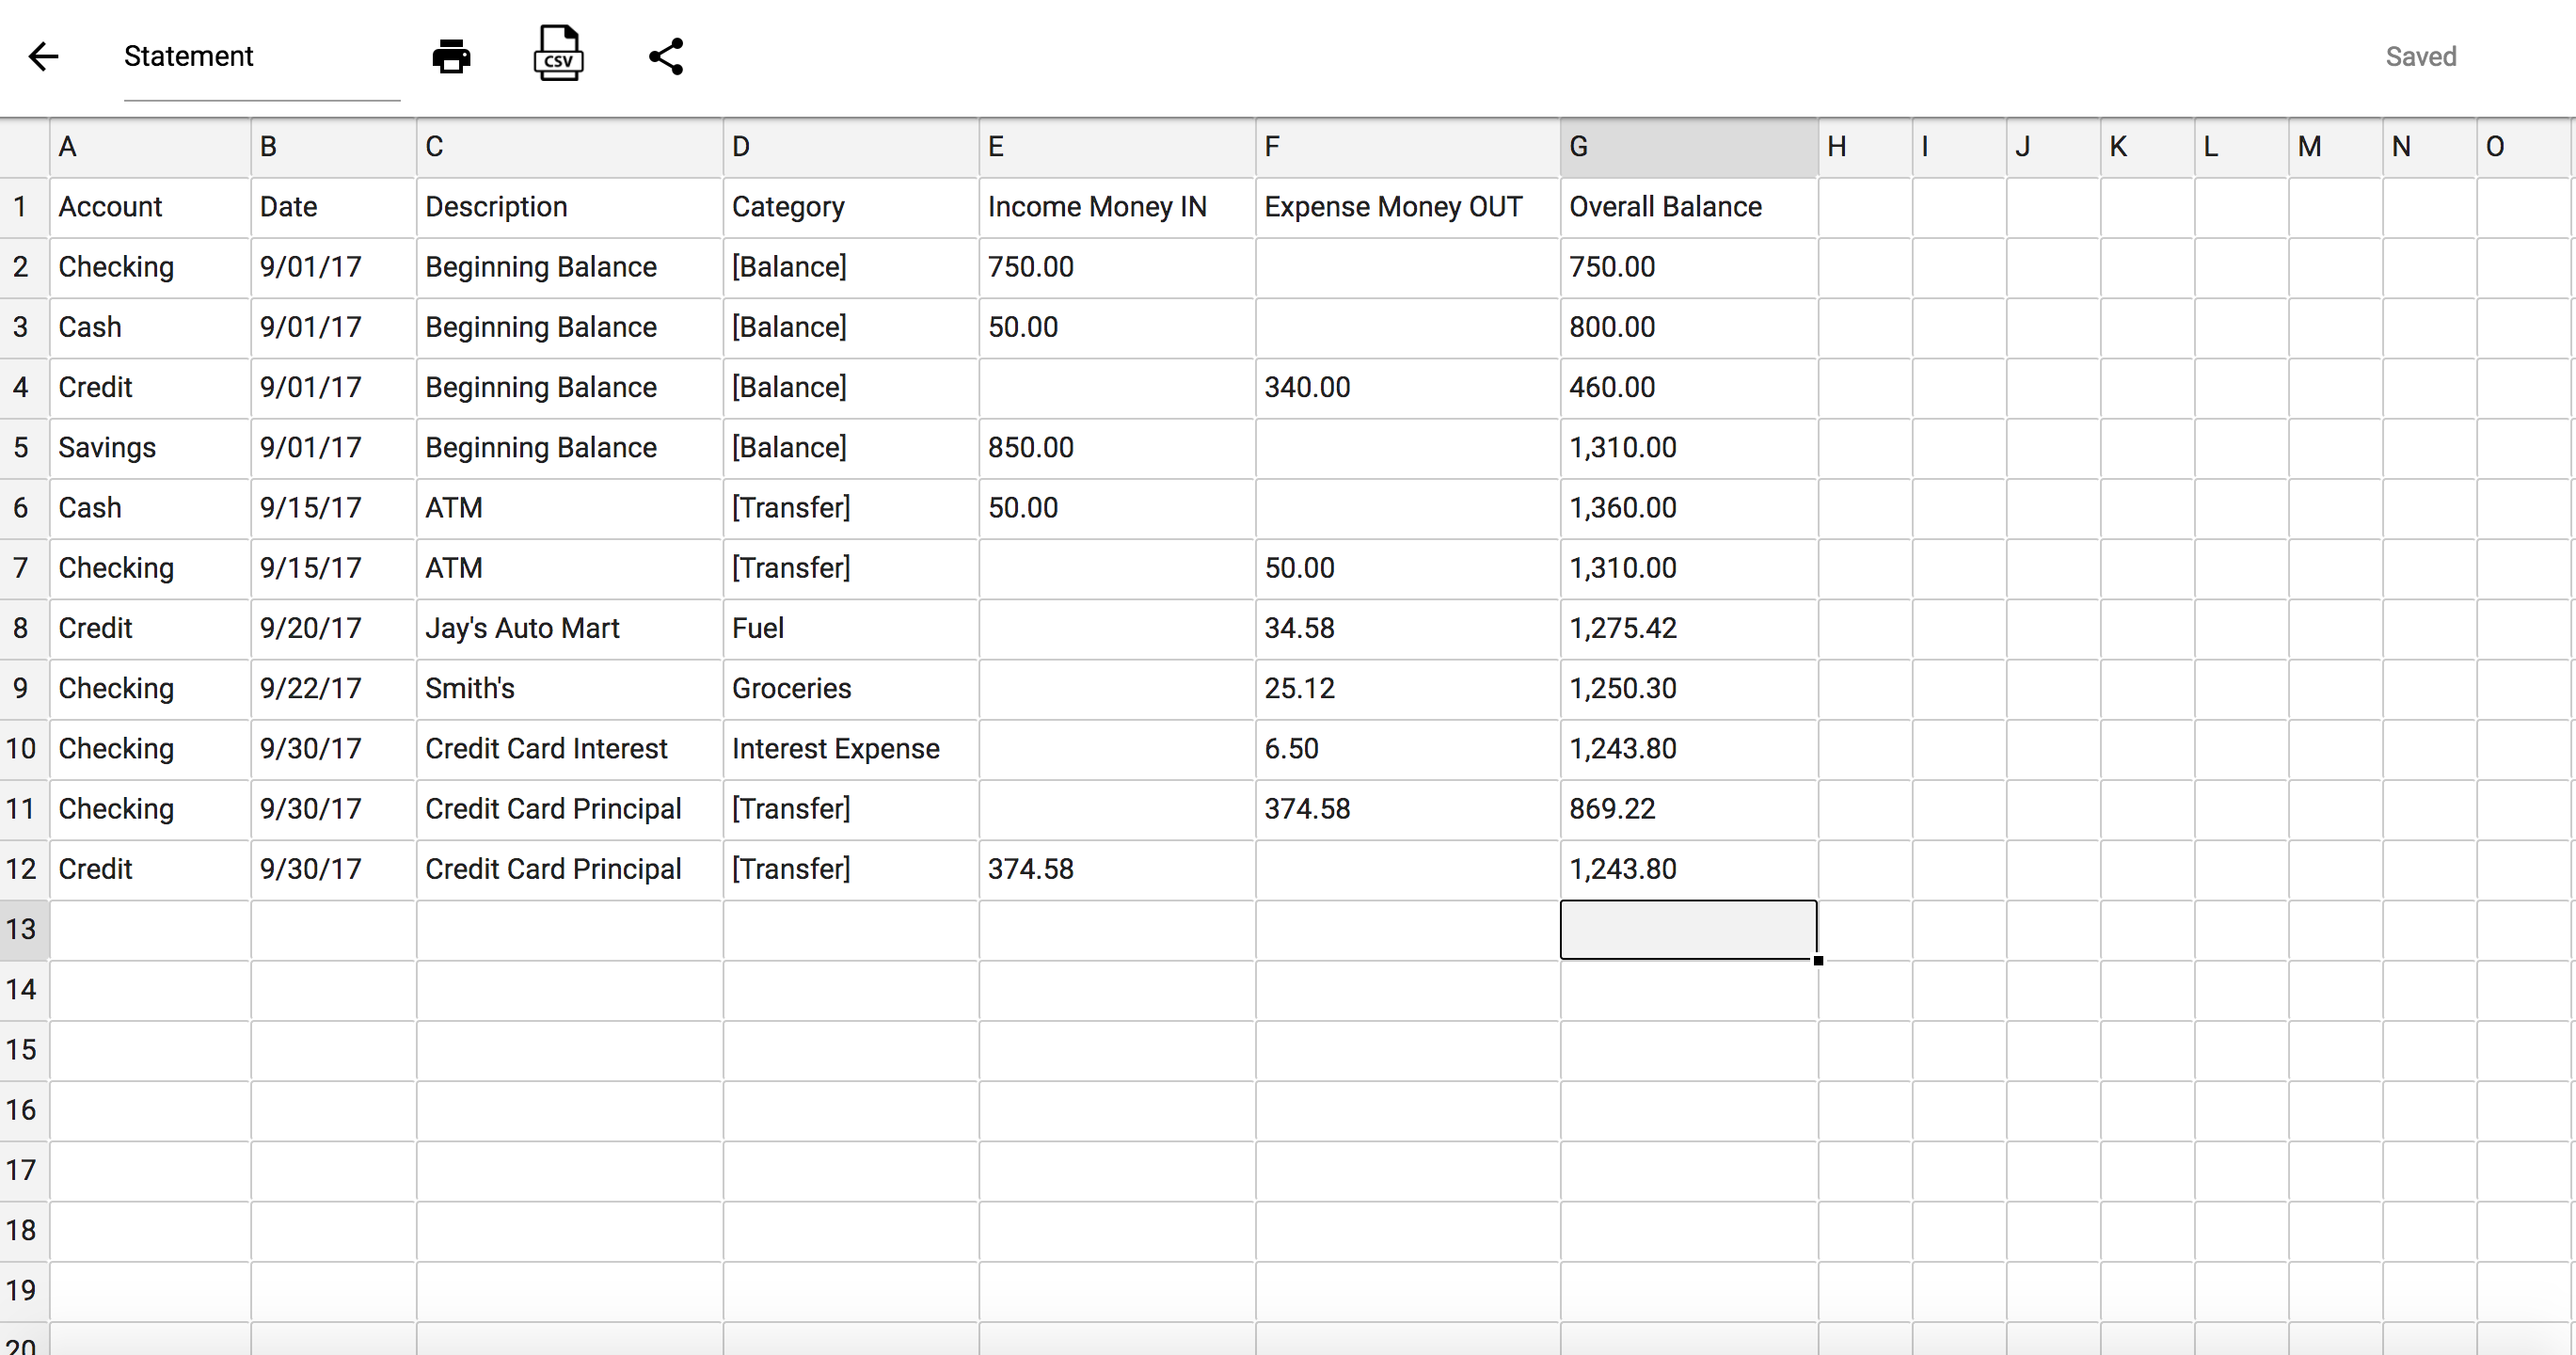 Statement CSV Saved
A B C D E F G H I J K L M N O
1 Account Date Description Category Income Money IN Expense Money OUT Overall Balance
2 Checking 9/01/17 Beginning Balance [Balance] 750.00 750.00
3 Cash 9/01/17 Beginning Balance [Balance] 50.00 800.00
4 Credit 9/01/17 Beginning Balance [Balance] 340.00 460.00
5 Savings 9/01/17 Beginning Balance [Balance] 850.00 1,310.00
6 Cash 9/15/17 ATM [Transfer] 50.00 1,360.00
7 Checking 9/15/17 ATM [Transfer] 50.00 1,310.00
8 Credit 9/20/17 Jay's Auto Mart Fuel 34.58 1,275.42
9 Checking 9/22/17 Smith's Groceries 25.12 1,250.30
10 Checking 9/30/17 Credit Card Interest Interest Expense 6.50 1,243.80
11 Checking 9/30/17 Credit Card Principal [Transfer] 374.58 869.22
12 Credit 9/30/17 Credit Card Principal [Transfer] 374.58 1,243.80
13
14
15
16
17
18
19
20